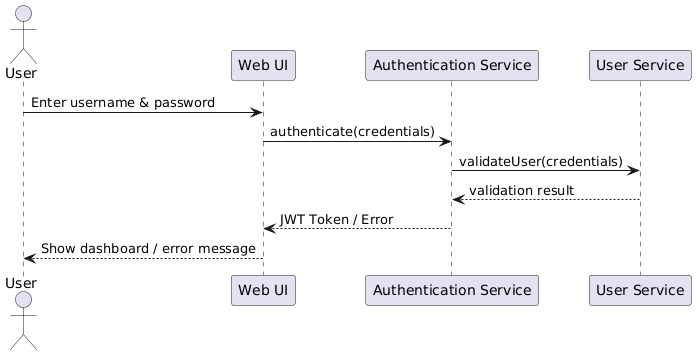 User
Web UI
Authentication Service
User Service
Enter username & password
authenticate(credentials)
validateUser(credentials)
validation result
JWT Token / Error
Show dashboard / error message
User
Web UI
Authentication Service
User Service